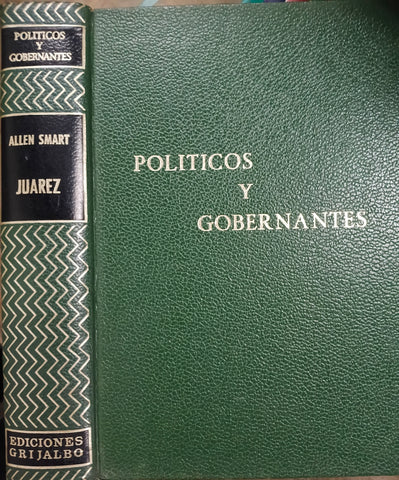 POLITICOS
Y
GOBERNANTES
ALLEN SMART
JUAREZ
EDICIONES
GRIJALBO
POLITICOS
Y
GOBERNANTES